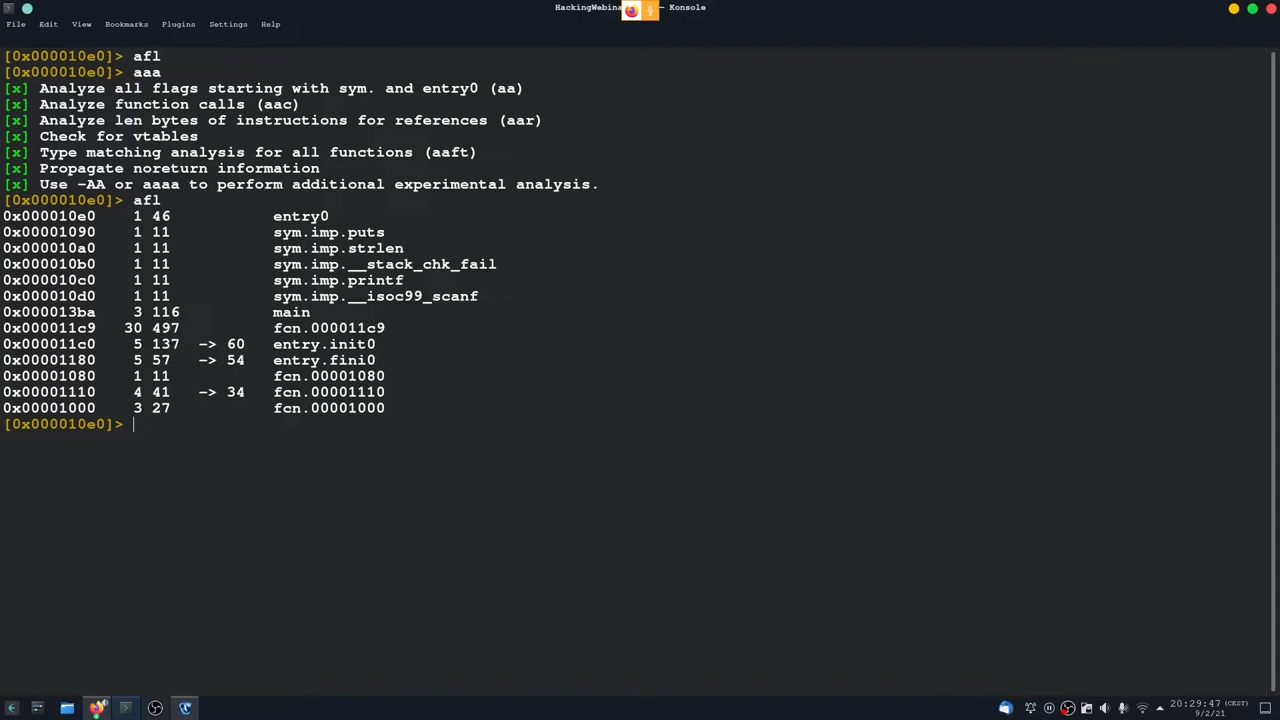 HackingWebina — Konsole
File Edit View Bookmarks Plugins Settings Help
[0x000010e0]> afl
[0x000010e0]> aaa
[x] Analyze all flags starting with sym. and entry0 (aa)
[x] Analyze function calls (aac)
[x] Analyze len bytes of instructions for references (aar)
[x] Check for vtables
[x] Type matching analysis for all functions (aaft)
[x] Propagate noreturn information
[x] Use -AA or aaaa to perform additional experimental analysis.
[0x000010e0]> afl
0x000010e0 1 46 entry0
0x00001090 1 11 sym.imp.puts
0x000010a0 1 11 sym.imp.strlen
0x000010b0 1 11 sym.imp.__stack_chk_fail
0x000010c0 1 11 sym.imp.printf
0x000010d0 1 11 sym.imp.__isoc99_scanf
0x000013ba 3 116 main
0x000011c9 30 497 fcn.000011c9
0x000011c0 5 137 -> 60 entry.init0
0x00001180 5 57 -> 54 entry.fini0
0x00001080 1 11 fcn.00001080
0x00001110 4 41 -> 34 fcn.00001110
0x00001000 3 27 fcn.00001000
[0x000010e0]>
20:29:47 (CEST)
9/2/21